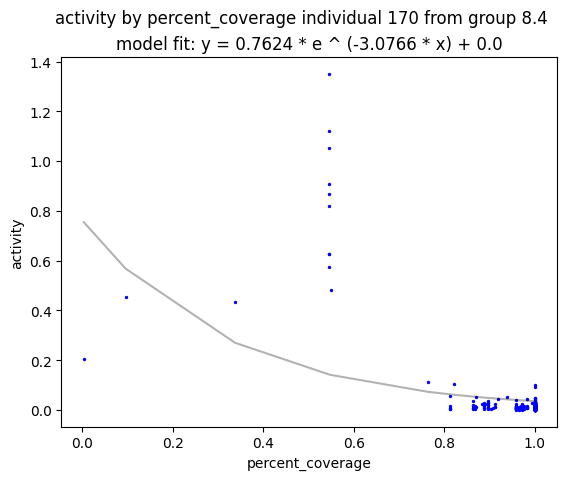 activity by percent_coverage individual 170 from group 8.4
model fit: y = 0.7624 * e ^ (-3.0766 * x) + 0.0
1.4
1.2
1.0
0.8
0.6
0.4
0.2
0.0
activity
0.0 0.2 0.4 0.6 0.8 1.0
percent_coverage